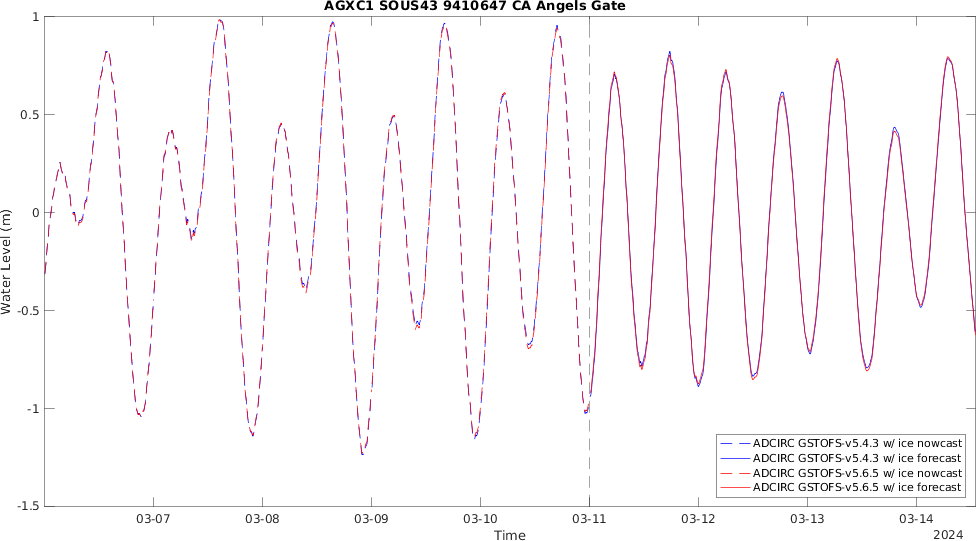 AGXC1 SOUS43 9410647 CA Angels Gate
1
0.5
0
-0.5
-1
-1.5
Water Level (m)
03-07 03-08 03-09 03-10 03-11 03-12 03-13 03-14
Time
2024
ADCIRC GSTOFS-v5.4.3 w/ ice nowcast
ADCIRC GSTOFS-v5.4.3 w/ ice forecast
ADCIRC GSTOFS-v5.6.5 w/ ice nowcast
ADCIRC GSTOFS-v5.6.5 w/ ice forecast